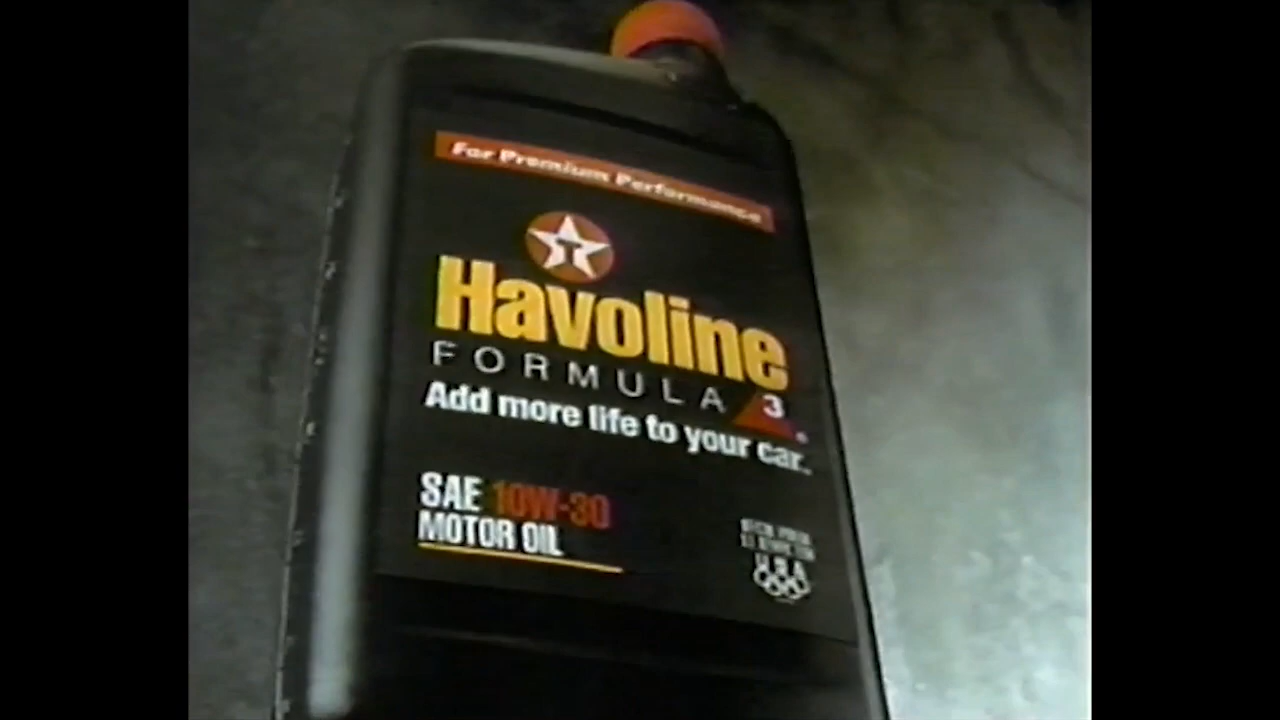 For Premium Performance
T
Havoline
FORMULA 3
Add more life to your car.
SAE 10W-30
MOTOR OIL
USA